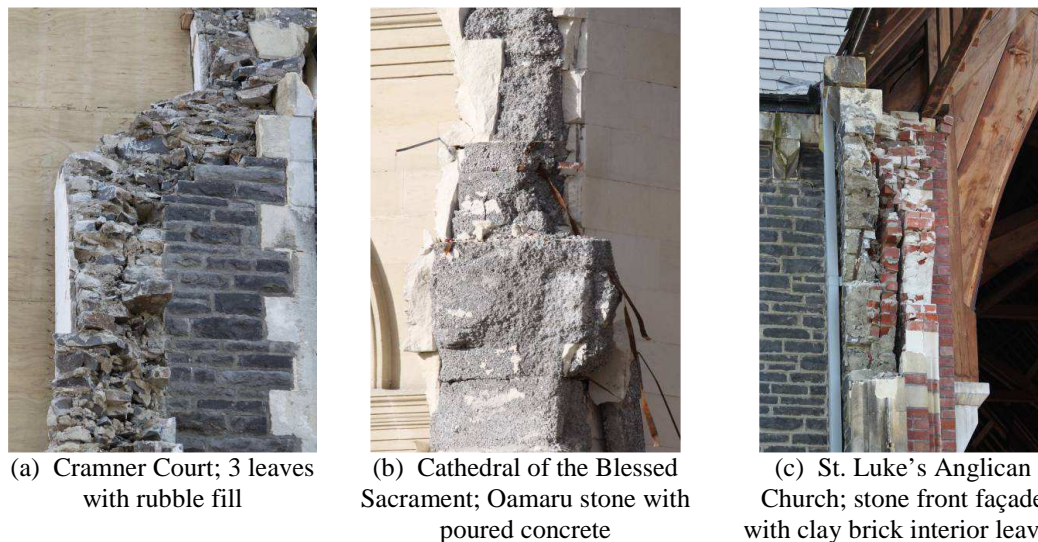 (a) Cramner Court; 3 leaves
with rubble fill
(b) Cathedral of the Blessed
Sacrament; Oamaru stone with
poured concrete
(c) St. Luke's Anglican
Church; stone front façade
with clay brick interior leav